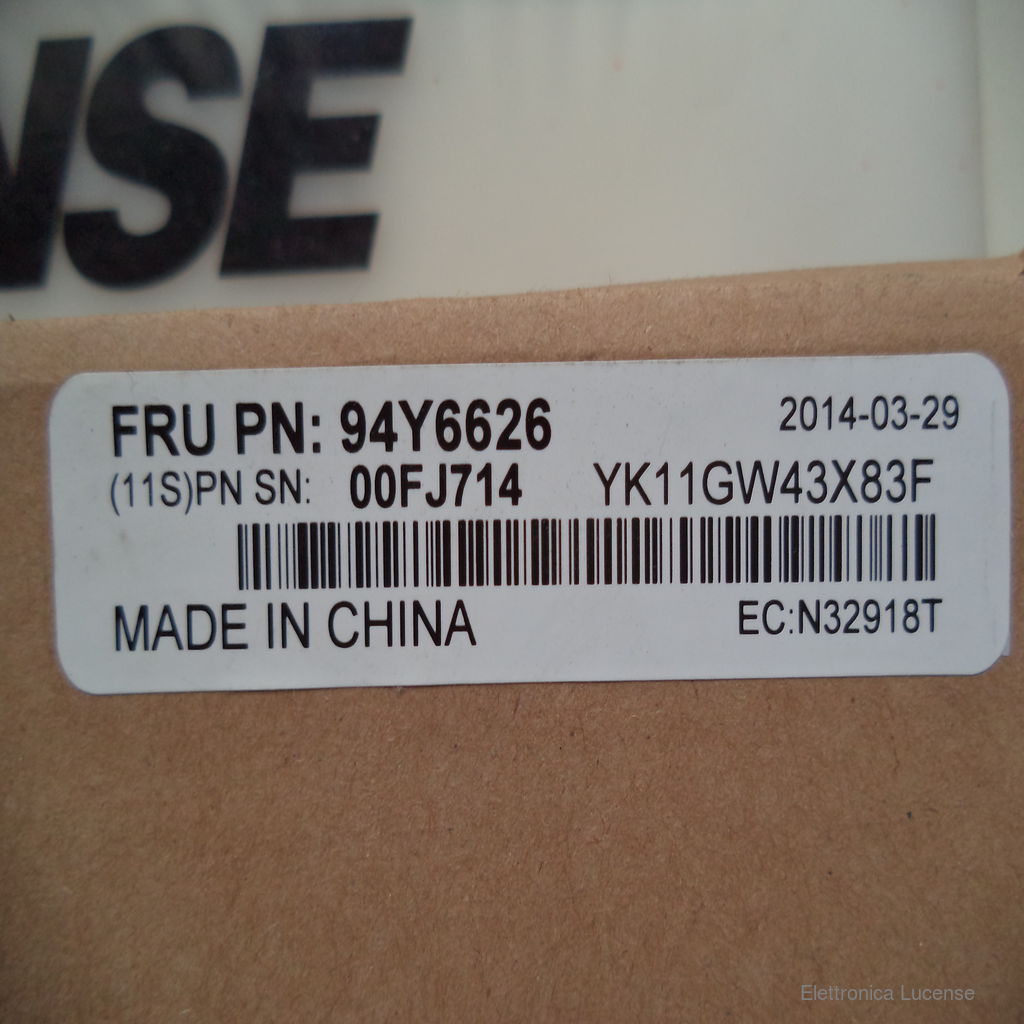 NSE
FRU PN: 94Y6626
2014-03-29
(11S)PN SN: 00FJ714 YK11GW43X83F
MADE IN CHINA
EC:N32918T
Elettronica Lucense